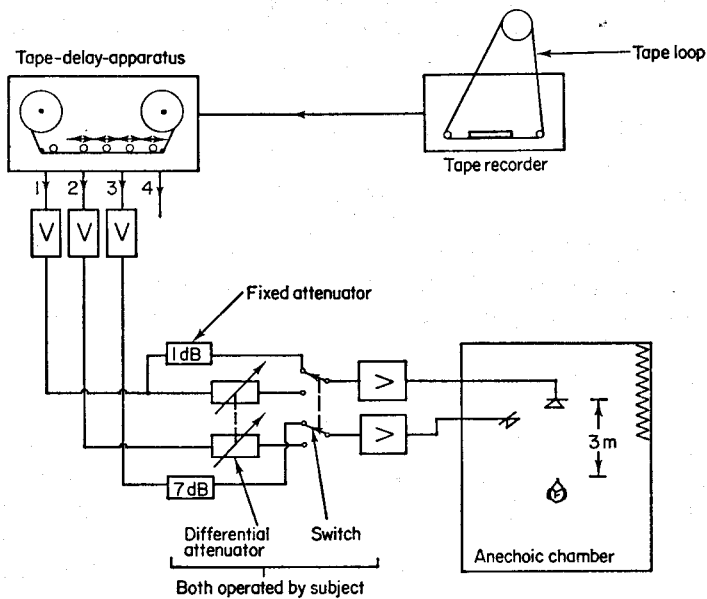 Tape-delay-apparatus
Tape loop
Tape recorder
1 2 3 4
V V V
Fixed attenuator
1dB
>
>
3 m
7dB
Differential
attenuator
Switch
Anechoic chamber
Both operated by subject